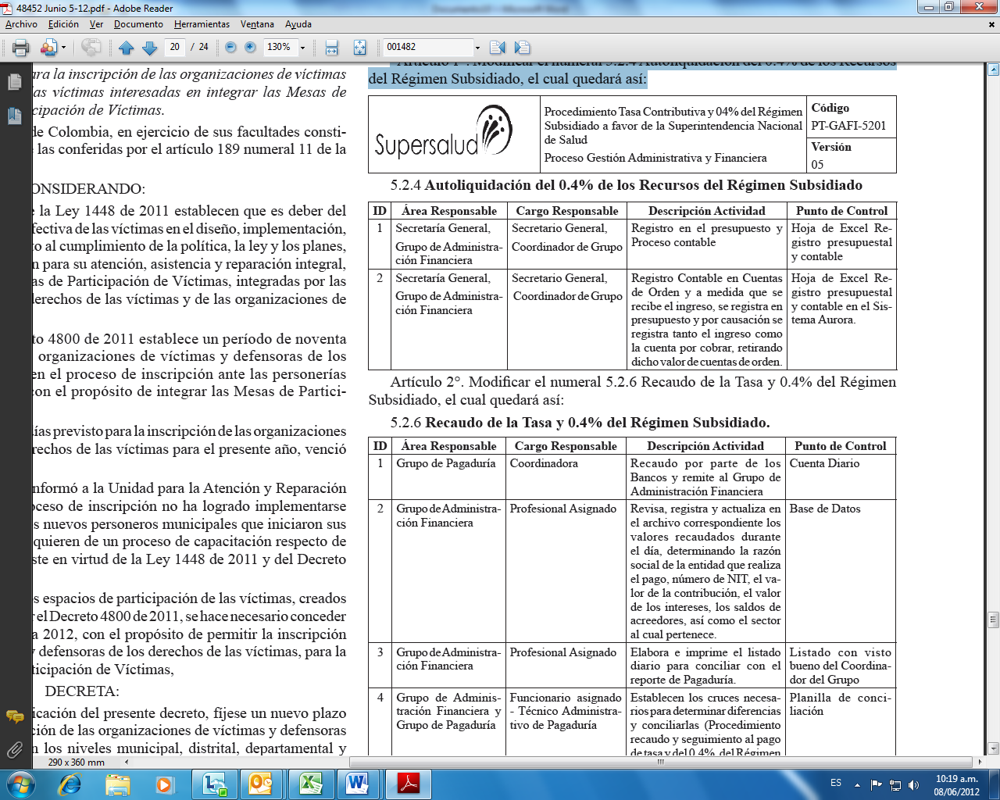 48452 Junio 5-12.pdf - Adobe Reader
Archivo Edición Ver Documento Herramientas Ventana Ayuda
20 / 24 130% 001482
ara la inscripción de las organizaciones de víctimas
as víctimas interesadas en integrar las Mesas de
cipación de Víctimas.
de Colombia, en ejercicio de sus facultades consti-
las conferidas por el artículo 189 numeral 11 de la
ONSIDERANDO:
la Ley 1448 de 2011 establecen que es deber del
fectiva de las víctimas en el diseño, implementación,
to al cumplimiento de la política, la ley y los planes,
n para su atención, asistencia y reparación integral,
as de Participación de Víctimas, integradas por las
derechos de las víctimas y de las organizaciones de
to 4800 de 2011 establece un período de noventa
organizaciones de víctimas y defensoras de los
en el proceso de inscripción ante las personerías
con el propósito de integrar las Mesas de Partici-
días previsto para la inscripción de las organizaciones
rechos de las víctimas para el presente año, venció
nformó a la Unidad para la Atención y Reparación
oceso de inscripción no ha logrado implementarse
s nuevos personeros municipales que iniciaron sus
quieren de un proceso de capacitación respecto de
ste en virtud de la Ley 1448 de 2011 y del Decreto
s espacios de participación de las víctimas, creados
r el Decreto 4800 de 2011, se hace necesario conceder
a 2012, con el propósito de permitir la inscripción
y defensoras de los derechos de las víctimas, para la
ticipación de Víctimas,
DECRETA:
icación del presente decreto, fíjese un nuevo plazo
ción de las organizaciones de víctimas y defensoras
n los niveles municipal, distrital, departamental y
Artículo 1°. Modificar el numeral 5.2.4 Autoliquidación del 0.4% de los Recursos
del Régimen Subsidiado, el cual quedará así:
Supersalud
Procedimiento Tasa Contributiva y 04% del Régimen
Subsidiado a favor de la Superintendencia Nacional
de Salud
Proceso Gestión Administrativa y Financiera
Código
PT-GAFI-5201
Versión
05
5.2.4 Autoliquidación del 0.4% de los Recursos del Régimen Subsidiado
ID Área Responsable Cargo Responsable Descripción Actividad Punto de Control
1 Secretaría General, Secretario General, Registro en el presupuesto y Hoja de Excel Re-
Grupo de Administra- Coordinador de Grupo Proceso contable gistro presupuestal
ción Financiera y contable
2 Secretaría General, Secretario General, Registro Contable en Cuentas Hoja de Excel Re-
Grupo de Administra- Coordinador de Grupo de Orden y a medida que se gistro presupuestal
ción Financiera recibe el ingreso, se registra en y contable en el Sis-
presupuesto y por causación se tema Aurora.
registra tanto el ingreso como
la cuenta por cobrar, retirando
dicho valor de cuentas de orden.
Artículo 2°. Modificar el numeral 5.2.6 Recaudo de la Tasa y 0.4% del Régimen
Subsidiado, el cual quedará así:
5.2.6 Recaudo de la Tasa y 0.4% del Régimen Subsidiado.
ID Área Responsable Cargo Responsable Descripción Actividad Punto de Control
1 Grupo de Pagaduría Coordinadora Recaudo por parte de los Cuenta Diario
Bancos y remite al Grupo de
Administración Financiera
2 Grupo de Administra- Profesional Asignado Revisa, registra y actualiza en Base de Datos
ción Financiera el archivo correspondiente los
valores recaudados durante
el día, determinando la razón
social de la entidad que realiza
el pago, número de NIT, el va-
lor de la contribución, el valor
de los intereses, los saldos de
acreedores, así como el sector
al cual pertenece.
3 Grupo de Administra- Profesional Asignado Elabora e imprime el listado Listado con visto
ción Financiera diario para conciliar con el bueno del Coordina-
reporte de Pagaduría. dor del Grupo
4 Grupo de Adminis- Funcionario asignado Establecen los cruces necesa- Planilla de conci-
tración Financiera y - Técnico Administra- rios para determinar diferencias liación
Grupo de Pagaduría tivo de Pagaduría y conciliarlas (Procedimiento
recaudo y seguimiento al pago
de tasa y del 0.4% del Régimen
290 x 360 mm
ES
10:19 a.m.
08/06/2012